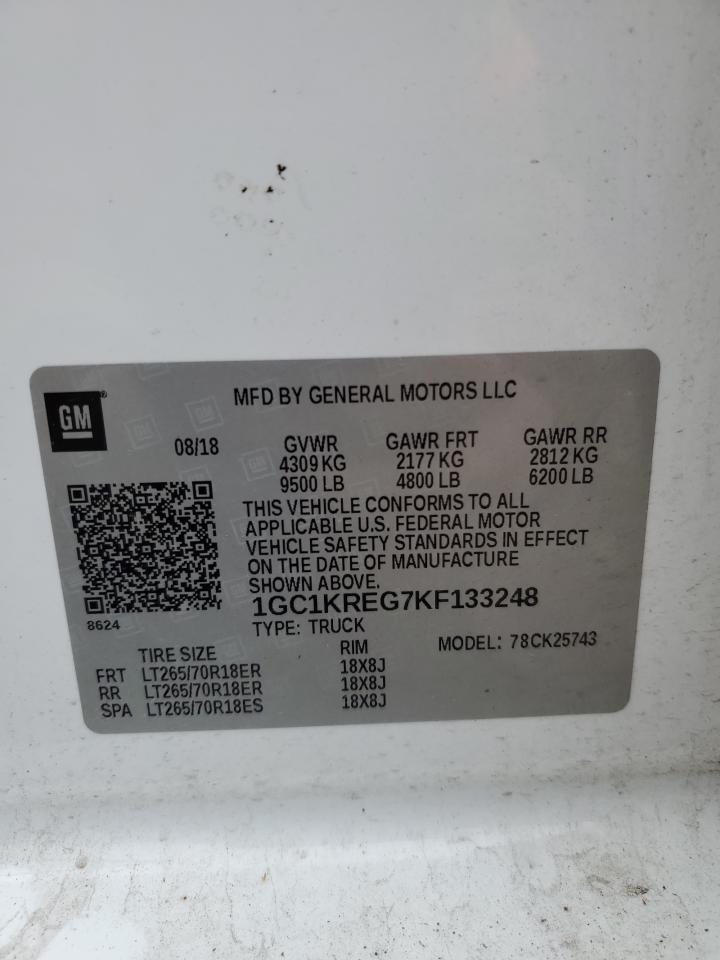 GM ®
MFD BY GENERAL MOTORS LLC
08/18 GVWR GAWR FRT GAWR RR
4309 KG 2177 KG 2812 KG
9500 LB 4800 LB 6200 LB
THIS VEHICLE CONFORMS TO ALL
APPLICABLE U.S. FEDERAL MOTOR
VEHICLE SAFETY STANDARDS IN EFFECT
ON THE DATE OF MANUFACTURE
SHOWN ABOVE.
1GC1KREG7KF133248
8624
TYPE: TRUCK MODEL: 78CK25743
TIRE SIZE RIM
FRT LT265/70R18ER 18X8J
RR LT265/70R18ER 18X8J
SPA LT265/70R18ES 18X8J